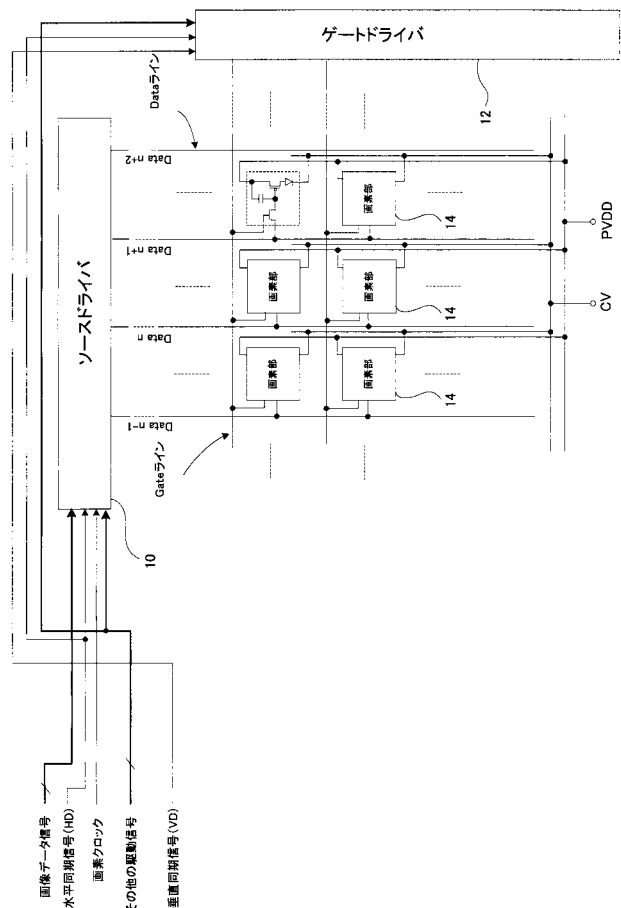 ゲートドライバ
12
Dataライン
ソースドライバ
10
Data n+2
Data n+1
Data n
Data n-1
画素部
14
画素部
画素部
14
画素部
画素部
14
Gateライン
PVDD
CV
画像データ信号
水平同期信号(HD)
画素クロック
その他の駆動信号
垂直同期信号(VD)